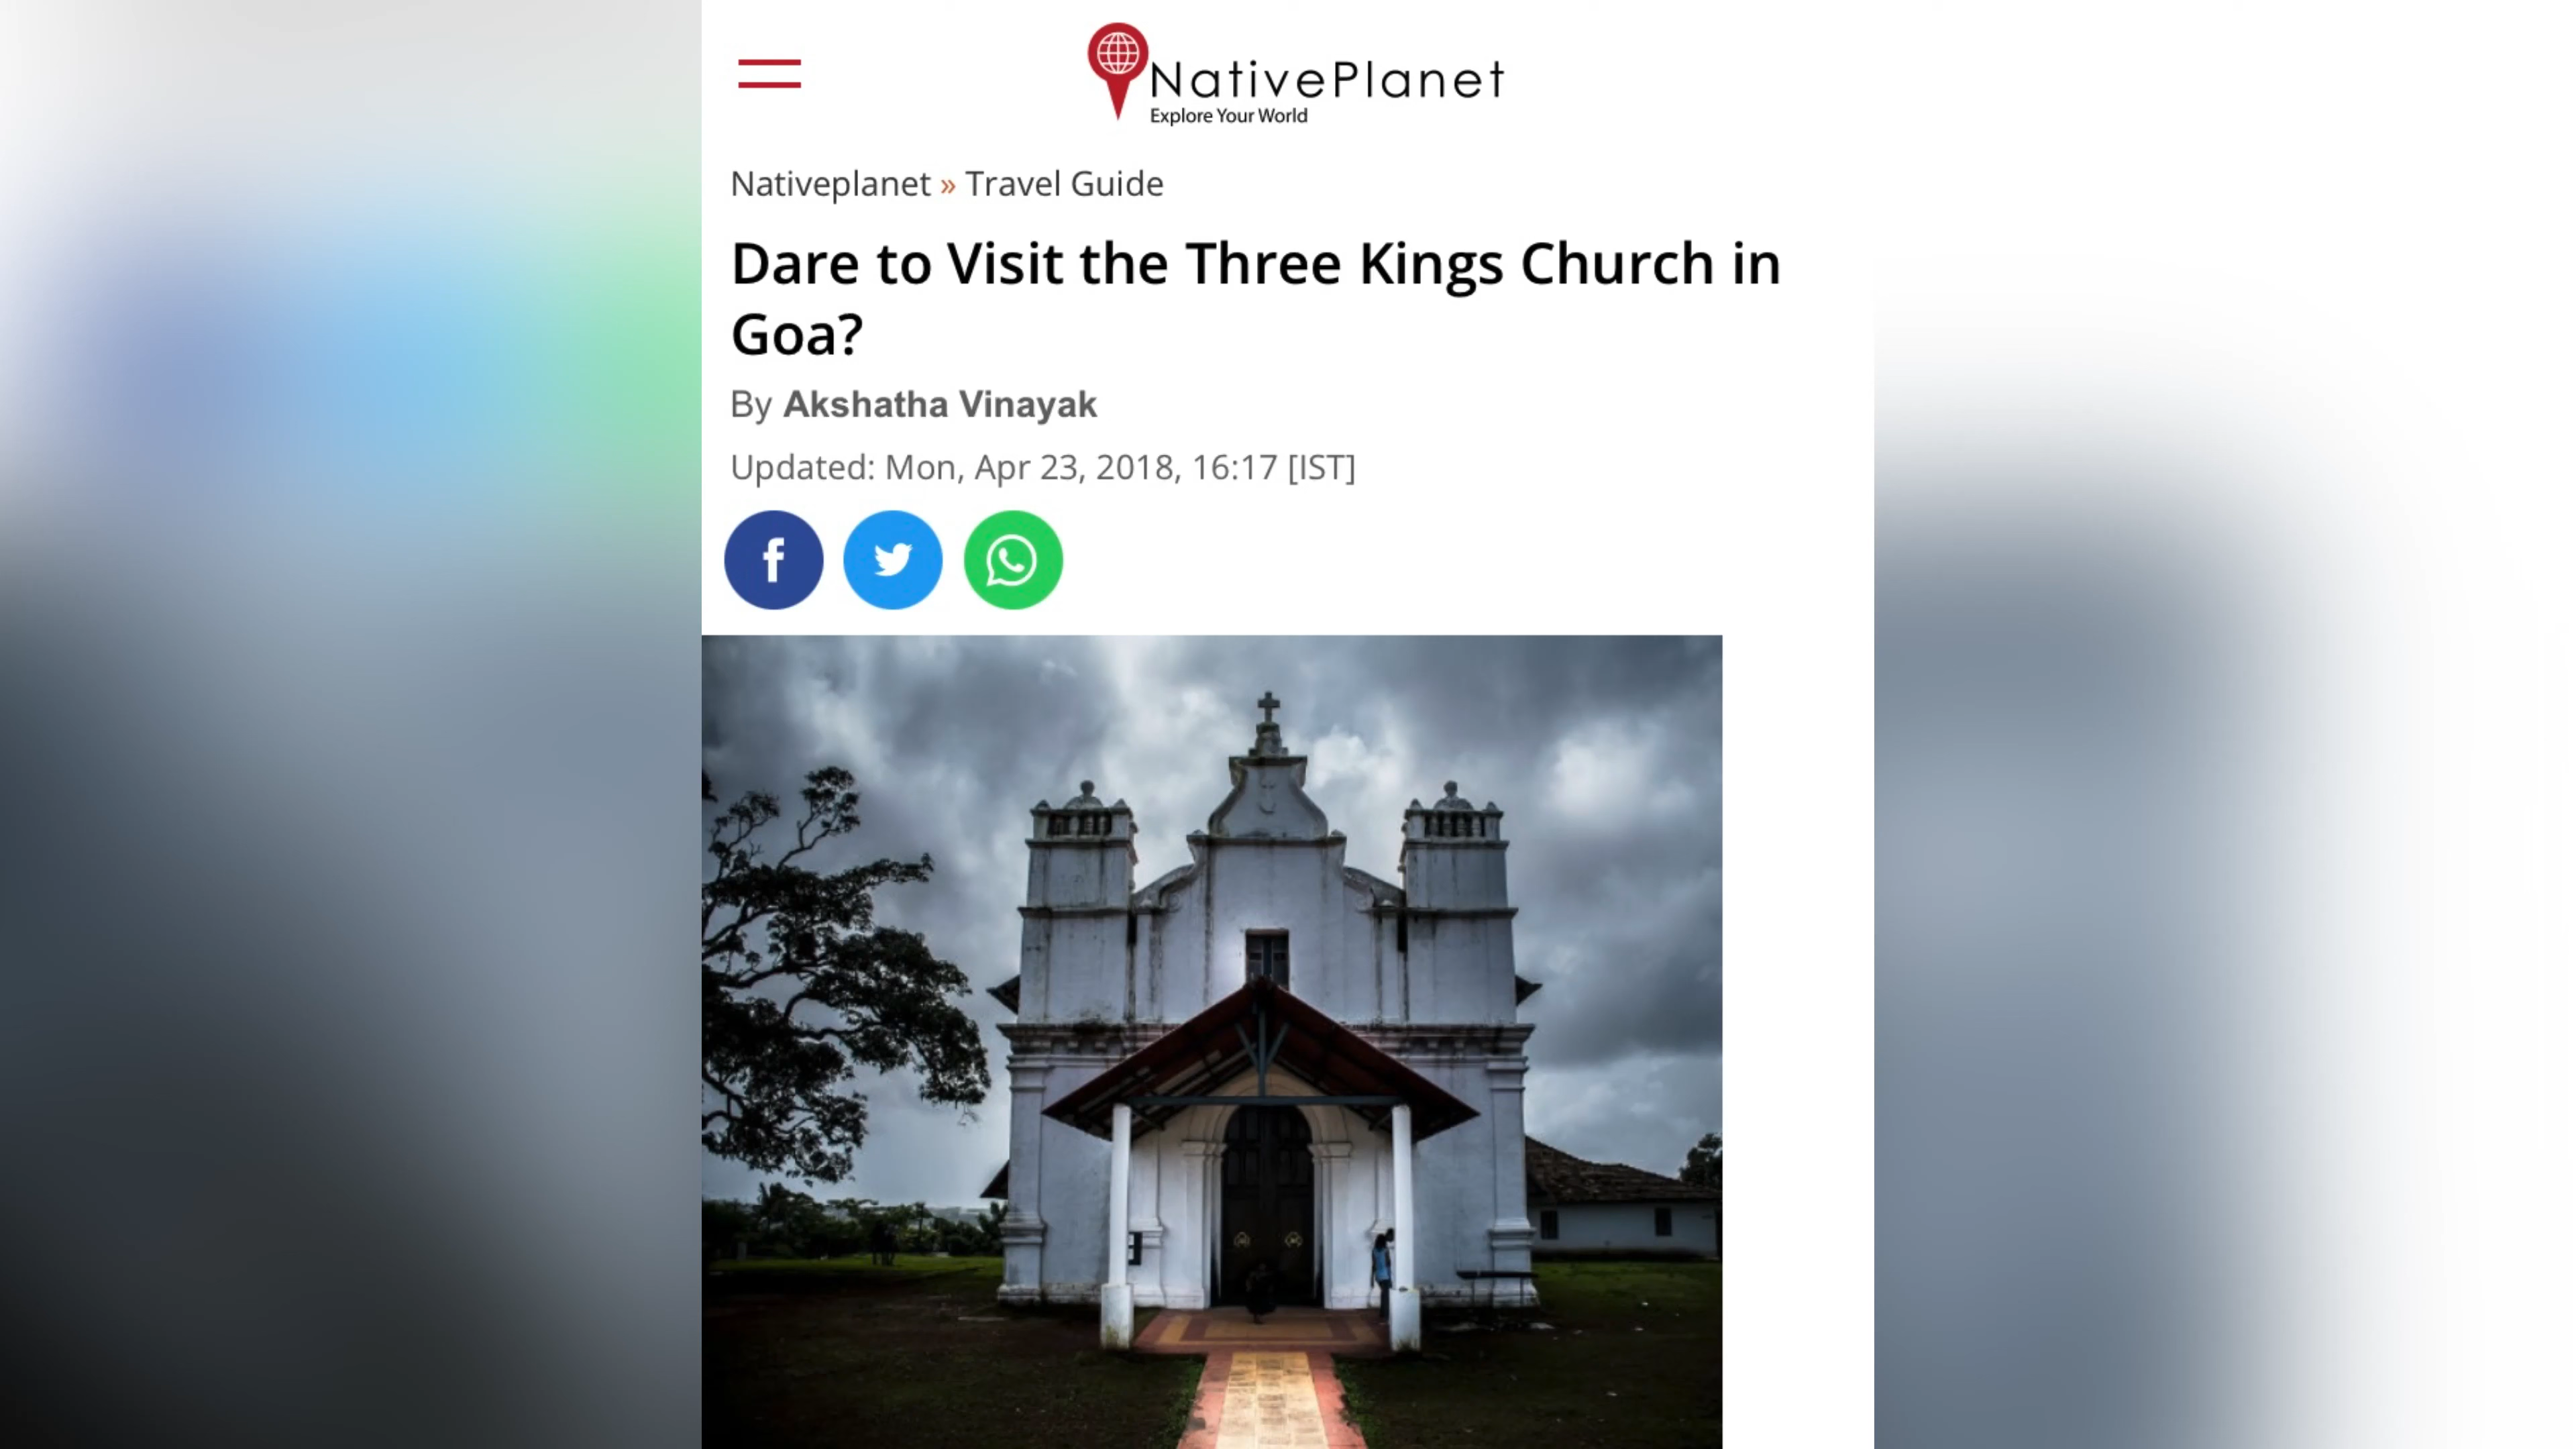 NativePlanet
Explore Your World
Nativeplanet » Travel Guide
Dare to Visit the Three Kings Church in
Goa?
By Akshatha Vinayak
Updated: Mon, Apr 23, 2018, 16:17 [IST]